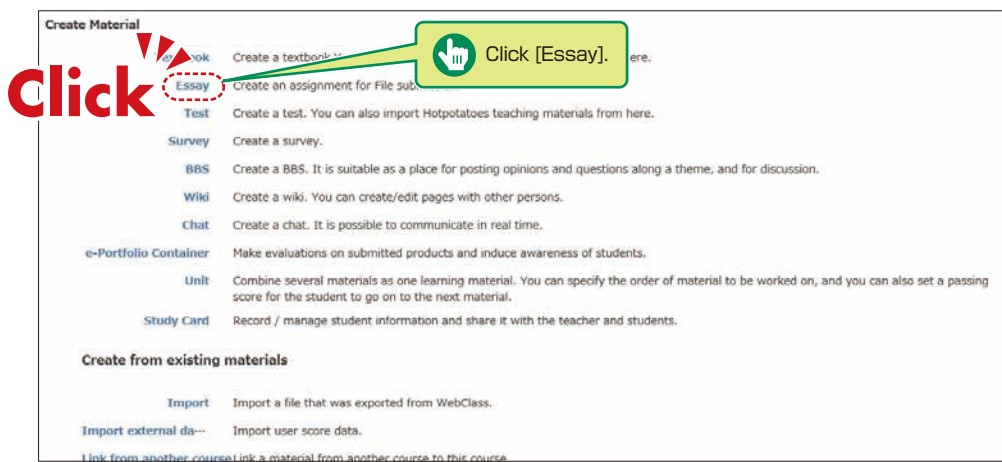 Create Material
Click
Click [Essay].
Create a textbook ere.
Essay Create an assignment for File
Test Create a test. You can also import Hotpotatoes teaching materials from here.
Survey Create a survey.
BBS Create a BBS. It is suitable as a place for posting opinions and questions along a theme, and for discussion.
Wiki Create a wiki. You can create/edit pages with other persons.
Chat Create a chat. It is possible to communicate in real time.
e-Portfolio Container Make evaluations on submitted products and induce awareness of students.
Unit Combine several materials as one learning material. You can specify the order of material to be worked on, and you can also set a passing
score for the student to go on to the next material.
Study Card Record / manage student information and share it with the teacher and students.
Create from existing materials
Import Import a file that was exported from WebClass.
Import external da··· Import user score data.
Link from another course Link a material from another course to this course.